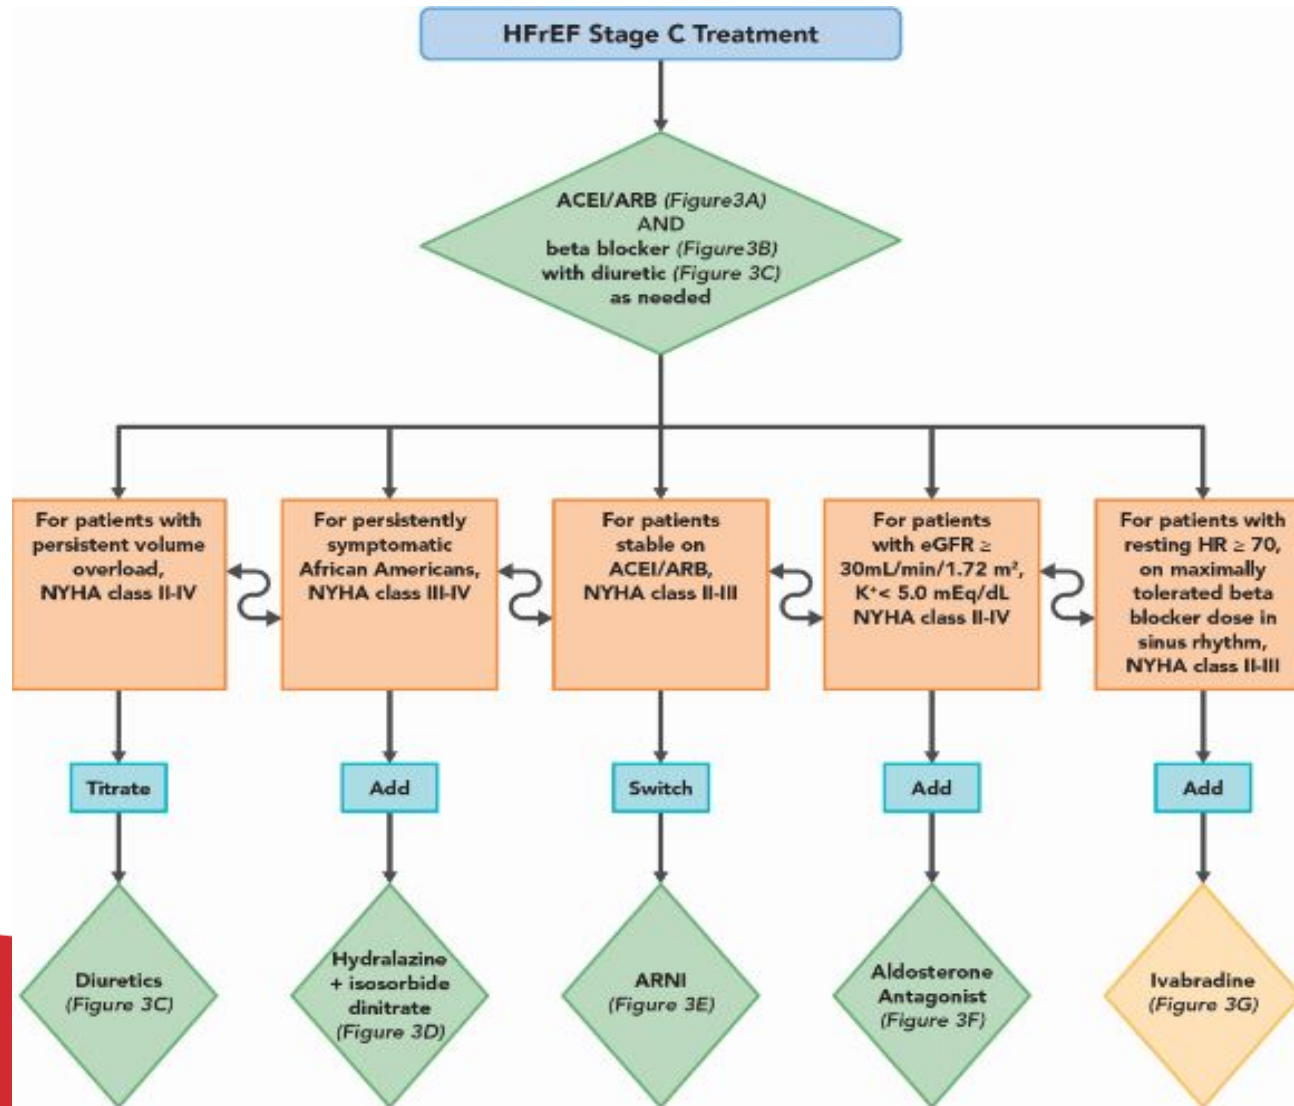 HFrEF Stage C Treatment
ACEI/ARB (Figure3A)
AND
beta blocker (Figure3B)
with diuretic (Figure 3C)
as needed
For patients with
persistent volume
overload,
NYHA class II-IV
For persistently
symptomatic
African Americans,
NYHA class III-IV
For patients
stable on
ACEI/ARB,
NYHA class II-III
For patients
with eGFR ≥
30mL/min/1.72 m²,
K⁺< 5.0 mEq/dL
NYHA class II-IV
For patients with
resting HR ≥ 70,
on maximally
tolerated beta
blocker dose in
sinus rhythm,
NYHA class II-III
Titrate
Add
Switch
Add
Add
Diuretics
(Figure 3C)
Hydralazine
+ isosorbide
dinitrate
(Figure 3D)
ARNI
(Figure 3E)
Aldosterone
Antagonist
(Figure 3F)
Ivabradine
(Figure 3G)